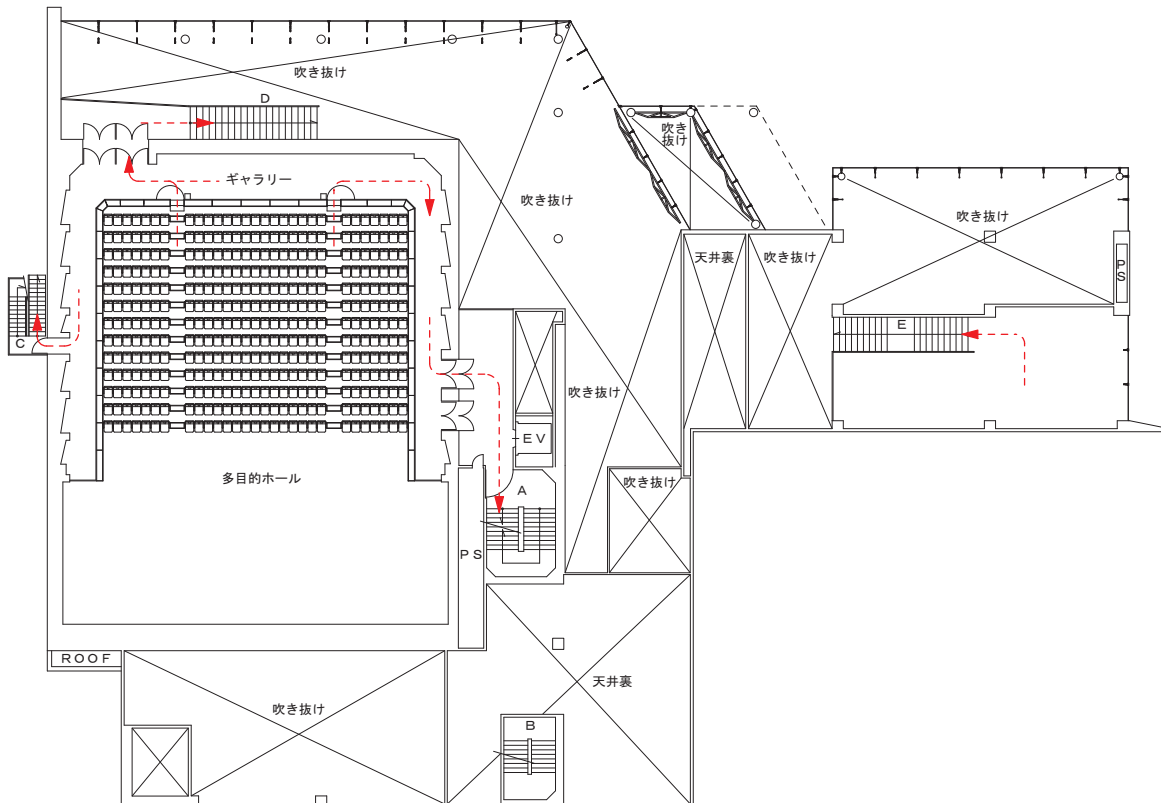 吹き抜け
D
吹き
抜け
ギャラリー
吹き抜け
吹き抜け
天井裏
吹き抜け
PS
E
C
吹き抜け
EV
多目的ホール
吹き抜け
A
PS
ROOF
天井裏
吹き抜け
B